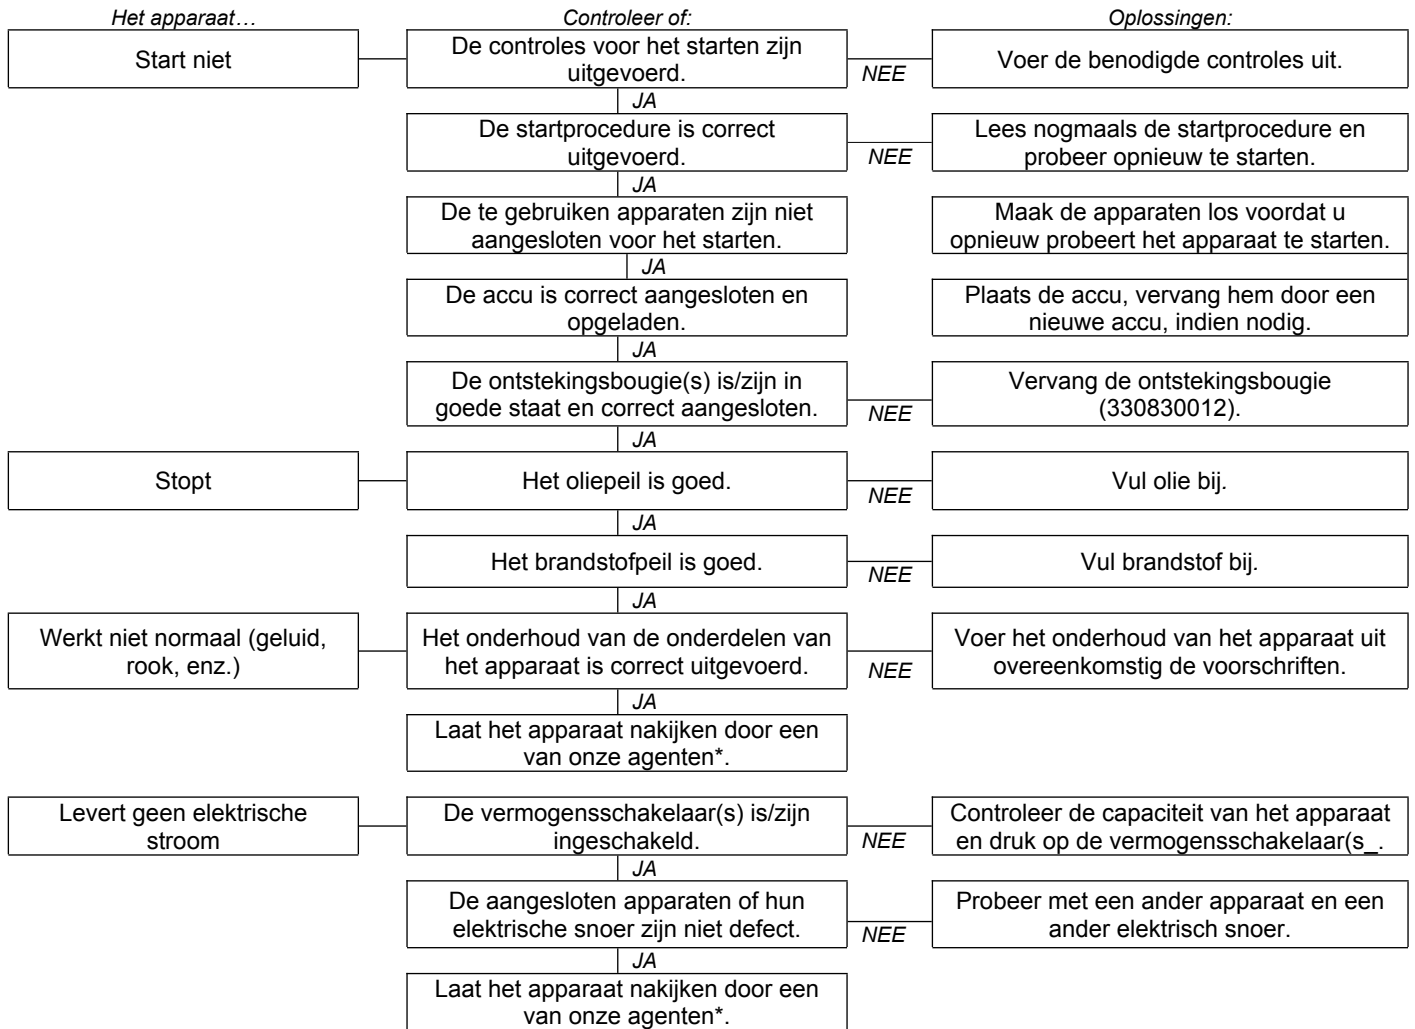 Het apparaat…
Controleer of:
Oplossingen:
Start niet
De controles voor het starten zijn
uitgevoerd.
NEE
Voer de benodigde controles uit.
JA
De startprocedure is correct
uitgevoerd.
NEE
Lees nogmaals de startprocedure en
probeer opnieuw te starten.
JA
De te gebruiken apparaten zijn niet
aangesloten voor het starten.
Maak de apparaten los voordat u
opnieuw probeert het apparaat te starten.
JA
De accu is correct aangesloten en
opgeladen.
Plaats de accu, vervang hem door een
nieuwe accu, indien nodig.
JA
De ontstekingsbougie(s) is/zijn in
goede staat en correct aangesloten.
NEE
Vervang de ontstekingsbougie
(330830012).
JA
Stopt
Het oliepeil is goed.
NEE
Vul olie bij.
JA
Het brandstofpeil is goed.
NEE
Vul brandstof bij.
JA
Werkt niet normaal (geluid,
rook, enz.)
Het onderhoud van de onderdelen van
het apparaat is correct uitgevoerd.
NEE
Voer het onderhoud van het apparaat uit
overeenkomstig de voorschriften.
JA
Laat het apparaat nakijken door een
van onze agenten*.
Levert geen elektrische
stroom
De vermogensschakelaar(s) is/zijn
ingeschakeld.
NEE
Controleer de capaciteit van het apparaat
en druk op de vermogensschakelaar(s_.
JA
De aangesloten apparaten of hun
elektrische snoer zijn niet defect.
NEE
Probeer met een ander apparaat en een
ander elektrisch snoer.
JA
Laat het apparaat nakijken door een
van onze agenten*.